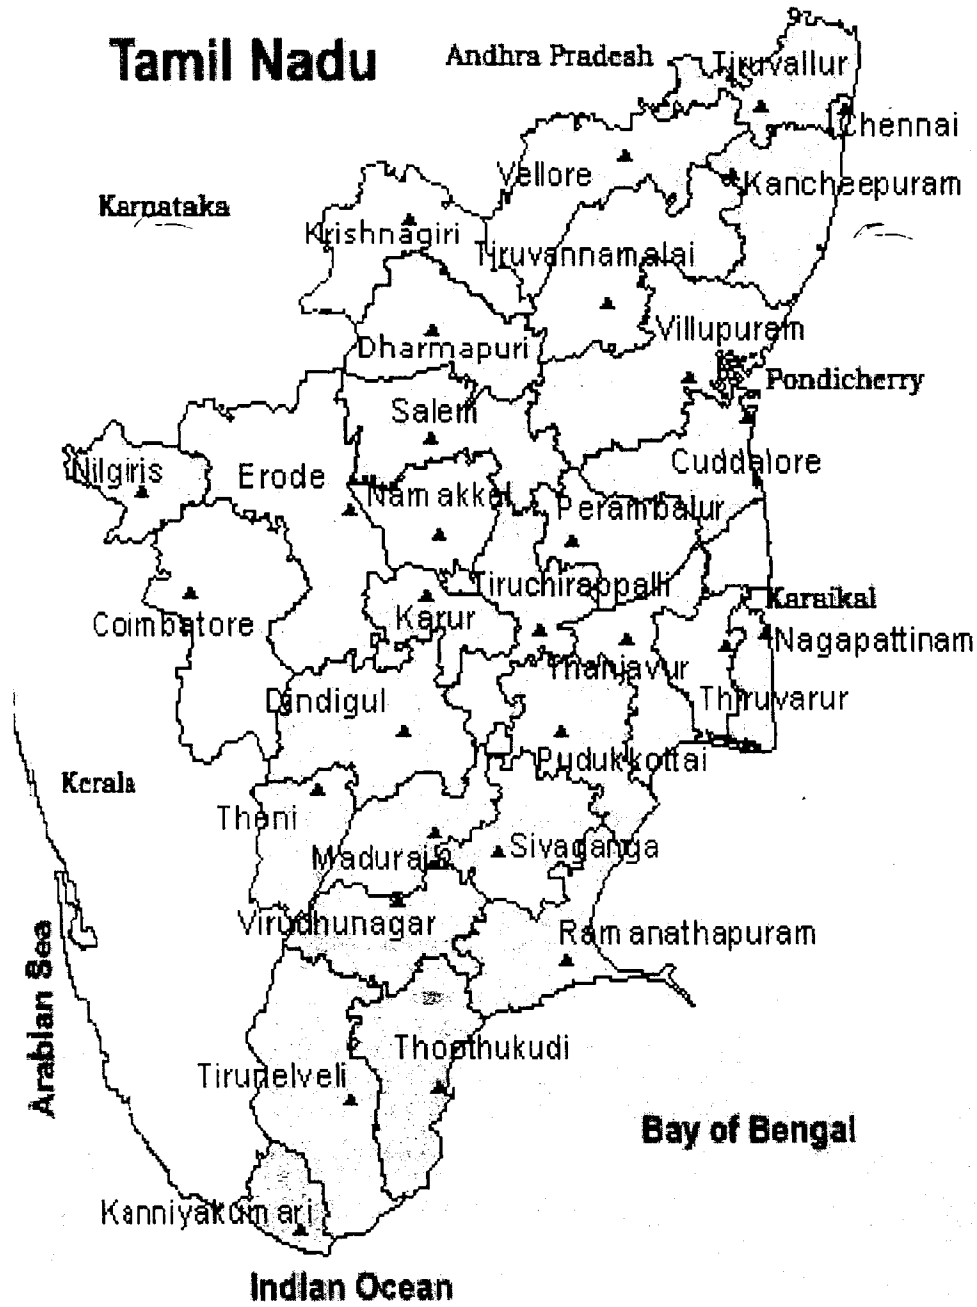 Tamil Nadu
Andhra Pradesh
Tiruvallur
Chennai
Vellore
Kancheepuram
Karnataka
Krishnagiri
Tiruvannamalai
Villupuram
Dharmapuri
Pondicherry
Salem
Cuddalore
Nilgiris
Erode
Namakkal
Perambalur
Tiruchirappalli
Karaikal
Coimbatore
Karur
Nagapattinam
Thanjavur
Dindigul
Thiruvarur
Pudukkottai
Kerala
Theni
Madurai
Sivaganga
Virudhunagar
Ramanathapuram
Arabian Sea
Thoothukudi
Tirunelveli
Bay of Bengal
Kanniyakumari
Indian Ocean